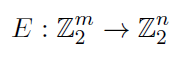 E : ℤ₂ᵐ → ℤ₂ⁿ